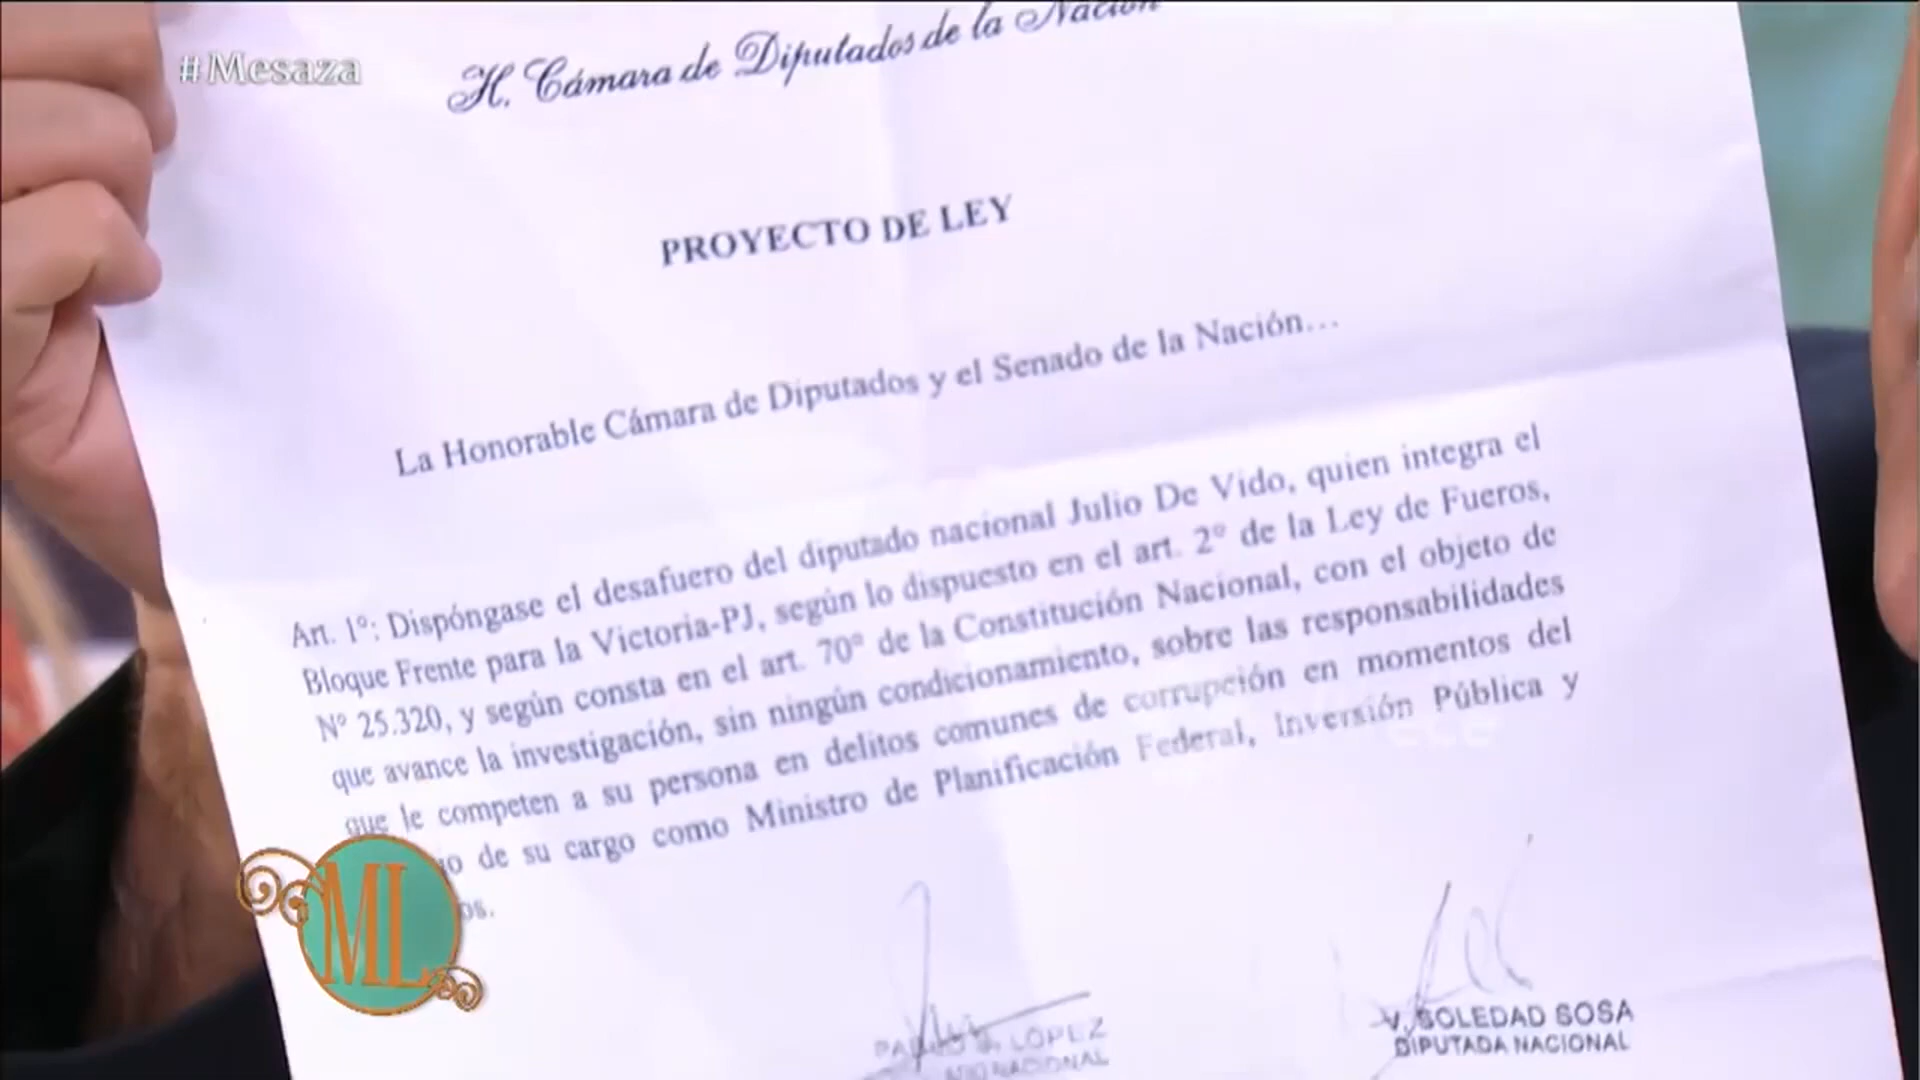 #Mesaza
H. Cámara de Diputados de la Nación
PROYECTO DE LEY
La Honorable Cámara de Diputados y el Senado de la Nación...
Art. 1º: Dispóngase el desafuero del diputado nacional Julio De Vido, quien integra el
Bloque Frente para la Victoria-PJ, según lo dispuesto en el art. 2º de la Ley de Fueros,
Nº 25.320, y según consta en el art. 70º de la Constitución Nacional, con el objeto de
que avance la investigación, sin ningún condicionamiento, sobre las responsabilidades
que le competen a su persona en delitos comunes de corrupción en momentos del
de su cargo como Ministro de Planificación Federal, Inversión Pública y
ML
LÓPEZ
NACIONAL
V. SOLEDAD SOSA
DIPUTADA NACIONAL